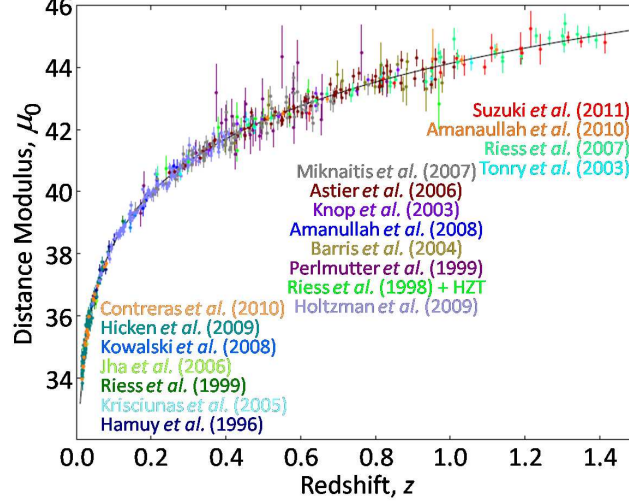 46
44
42
40
38
36
34
Distance Modulus, μ0
Suzuki et al. (2011)
Amanaullah et al. (2010)
Riess et al. (2007)
Tonry et al. (2003)
Miknaitis et al. (2007)
Astier et al. (2006)
Knop et al. (2003)
Amanullah et al. (2008)
Barris et al. (2004)
Perlmutter et al. (1999)
Riess et al. (1998) + HZT
Holtzman et al. (2009)
Contreras et al. (2010)
Hicken et al. (2009)
Kowalski et al. (2008)
Jha et al. (2006)
Riess et al. (1999)
Krisciunas et al. (2005)
Hamuy et al. (1996)
0.0 0.2 0.4 0.6 0.8 1.0 1.2 1.4
Redshift, z